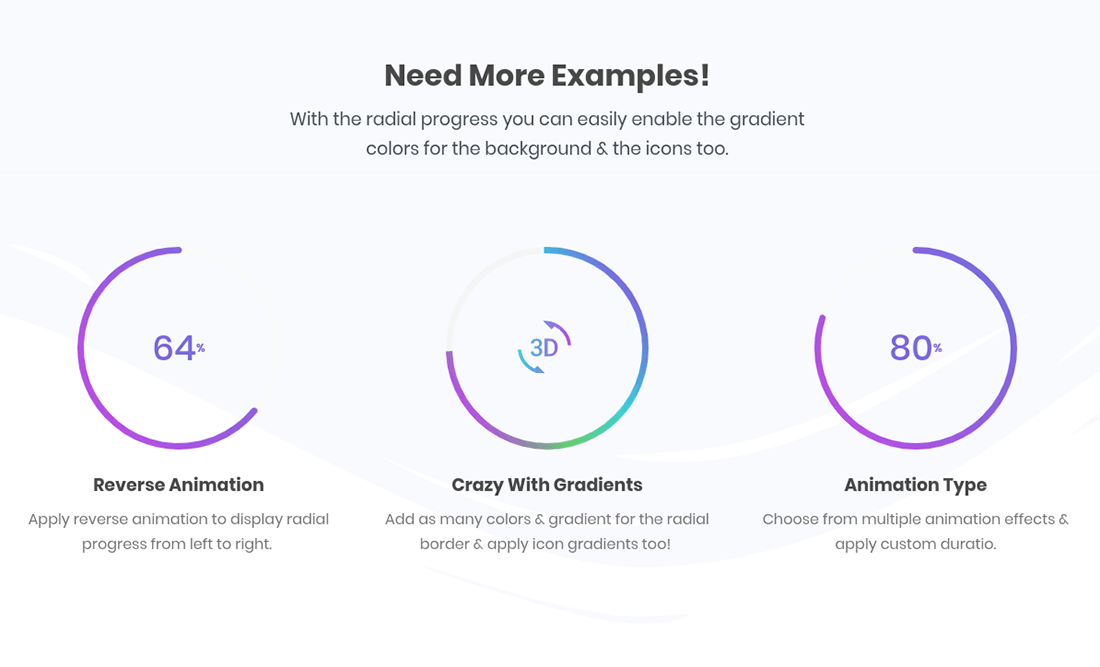 Need More Examples!
With the radial progress you can easily enable the gradient
colors for the background & the icons too.
64%
3D
80%
Reverse Animation
Crazy With Gradients
Animation Type
Apply reverse animation to display radial
progress from left to right.
Add as many colors & gradient for the radial
border & apply icon gradients too!
Choose from multiple animation effects &
apply custom duratio.